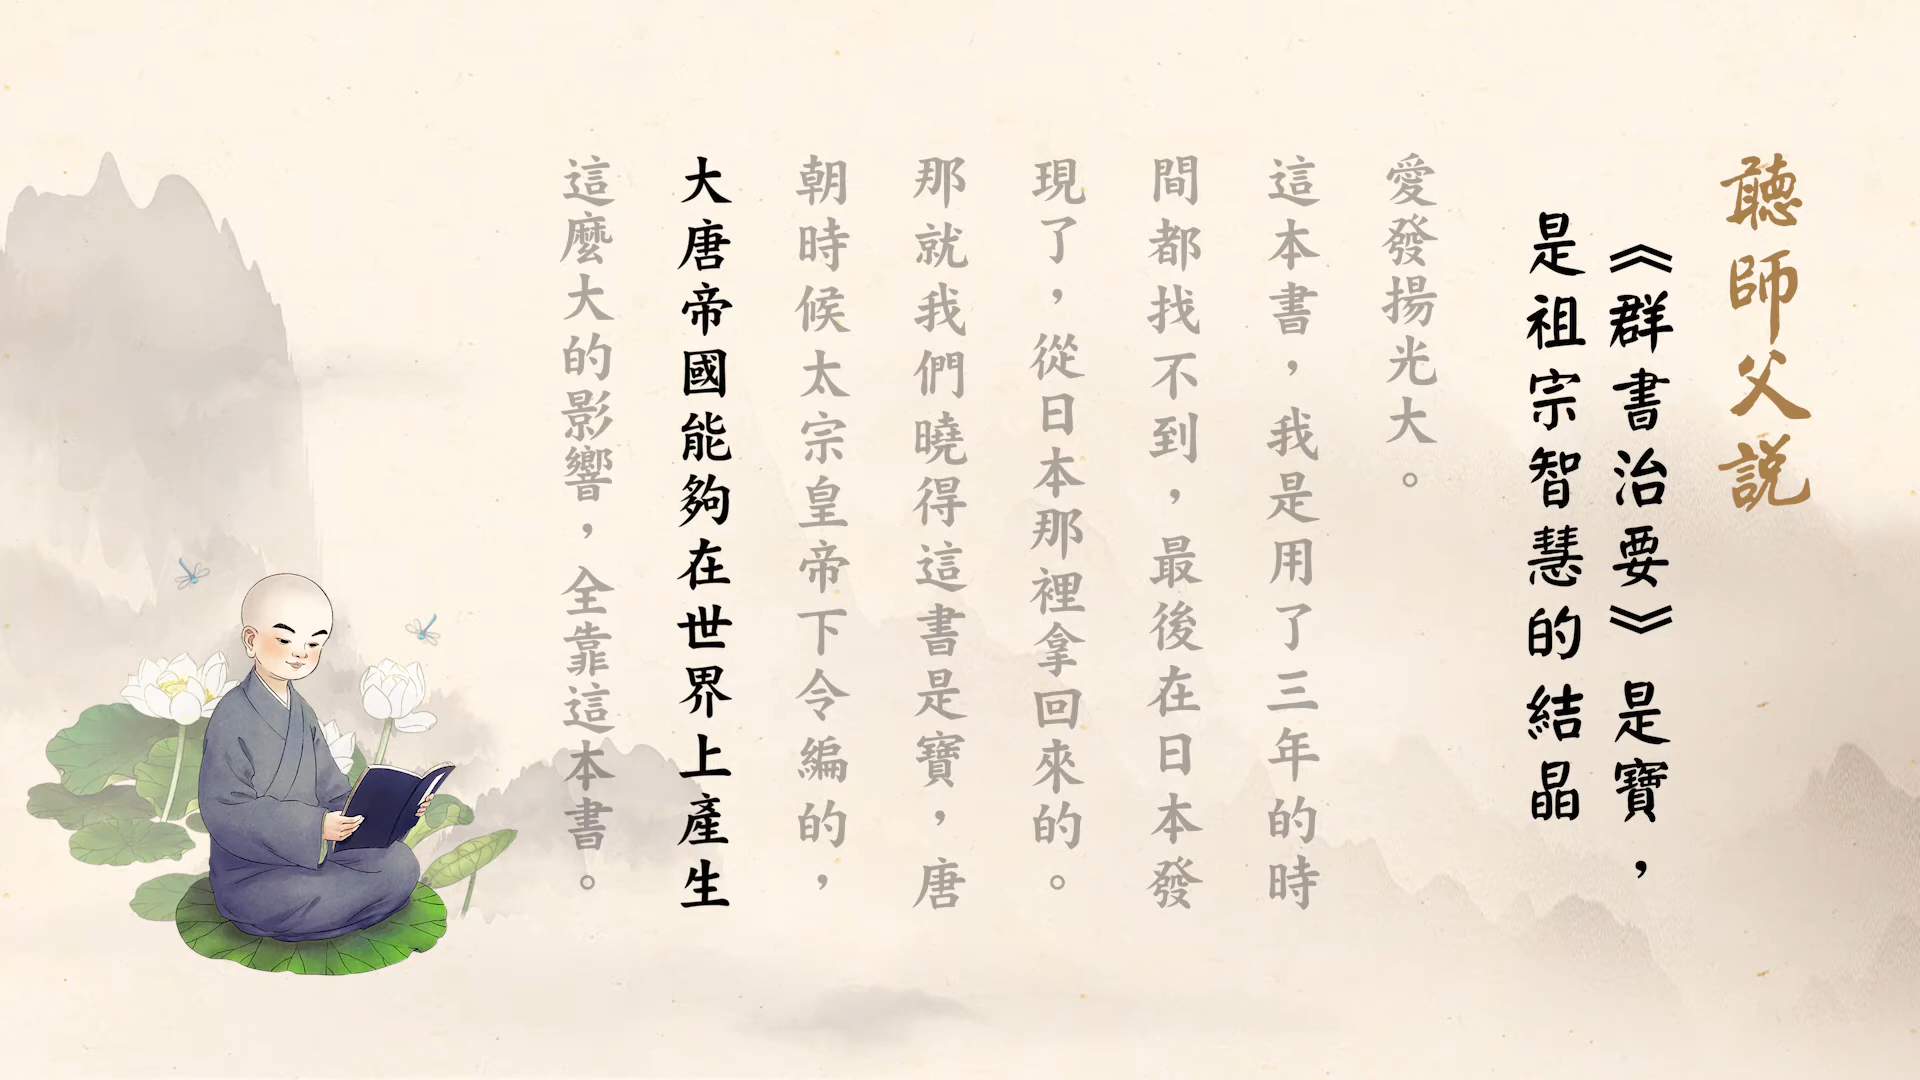 聽師父説
《群書治要》是寶，
是祖宗智慧的結晶
愛發揚光大。
這本書，我是用了三年的時
間都找不到，最後在日本發
現了，從日本那裡拿回來的。
那就我們曉得這書是寶，唐
朝時候太宗皇帝下令編的，
大唐帝國能夠在世界上產生
這麼大的影響，全靠這本書。